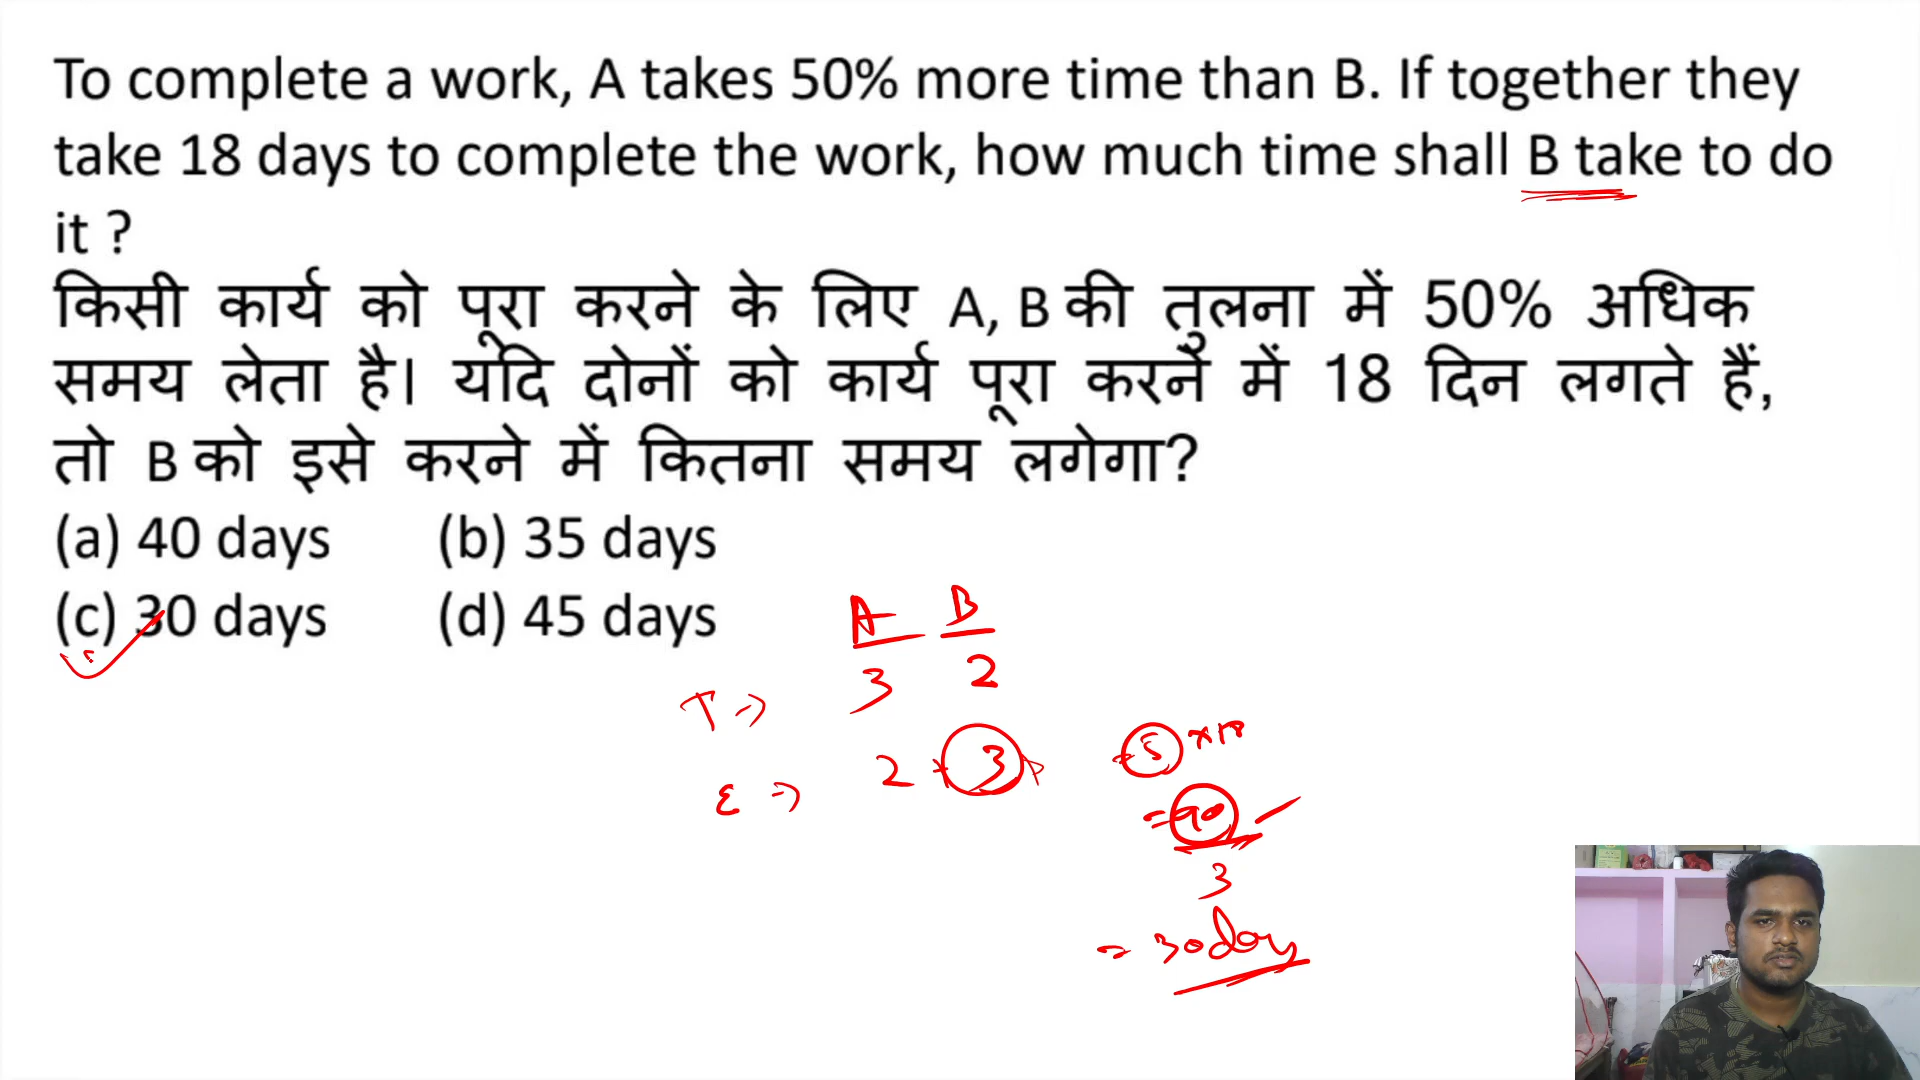 To complete a work, A takes 50% more time than B. If together they
take 18 days to complete the work, how much time shall B take to do
it ?
किसी कार्य को पूरा करने के लिए A, B की तुलना में 50% अधिक
समय लेता है। यदि दोनों को कार्य पूरा करने में 18 दिन लगते हैं,
तो B को इसे करने में कितना समय लगेगा?
(a) 40 days (b) 35 days
(c) 30 days (d) 45 days
A B
T => 3 2
E => 2 + 3 = 5 x 18
= 90
3
= 30 days